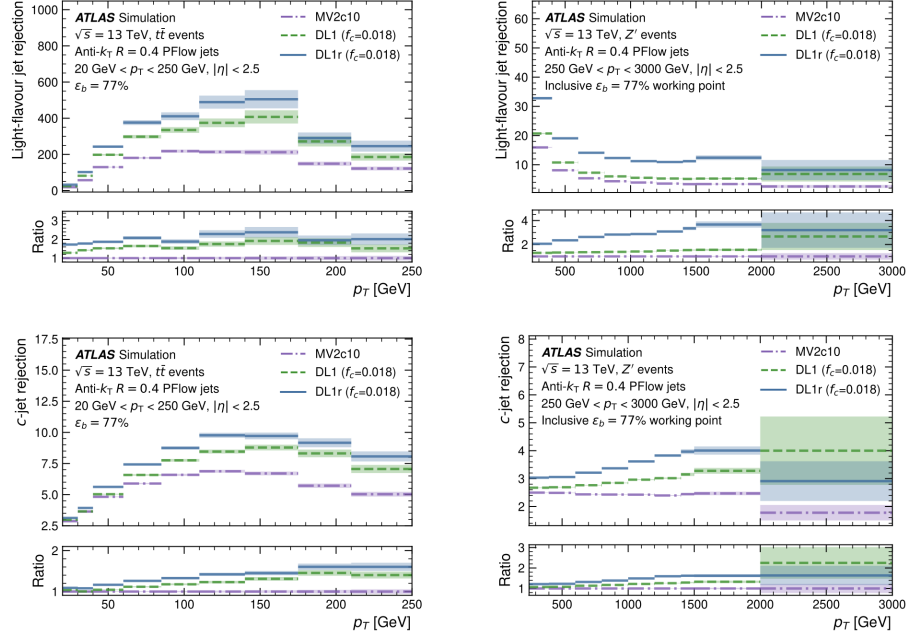 ATLAS Simulation
√s = 13 TeV, tt̄ events
Anti-kT R = 0.4 PFlow jets
20 GeV < pT < 250 GeV, |η| < 2.5
εb = 77%
MV2c10
DL1 (fc=0.018)
DL1r (fc=0.018)
Light-flavour jet rejection
1000
800
600
400
200
0
Ratio
3
2
1
50
100
150
200
250
pT [GeV]
ATLAS Simulation
√s = 13 TeV, Z′ events
Anti-kT R = 0.4 PFlow jets
250 GeV < pT < 3000 GeV, |η| < 2.5
Inclusive εb = 77% working point
MV2c10
DL1 (fc=0.018)
DL1r (fc=0.018)
Light-flavour jet rejection
60
50
40
30
20
10
Ratio
4
2
500
1000
1500
2000
2500
3000
pT [GeV]
ATLAS Simulation
√s = 13 TeV, tt̄ events
Anti-kT R = 0.4 PFlow jets
20 GeV < pT < 250 GeV, |η| < 2.5
εb = 77%
MV2c10
DL1 (fc=0.018)
DL1r (fc=0.018)
c-jet rejection
17.5
15.0
12.5
10.0
7.5
5.0
2.5
Ratio
2
1
50
100
150
200
250
pT [GeV]
ATLAS Simulation
√s = 13 TeV, Z′ events
Anti-kT R = 0.4 PFlow jets
250 GeV < pT < 3000 GeV, |η| < 2.5
Inclusive εb = 77% working point
MV2c10
DL1 (fc=0.018)
DL1r (fc=0.018)
c-jet rejection
8
7
6
5
4
3
2
Ratio
3
2
1
500
1000
1500
2000
2500
3000
pT [GeV]